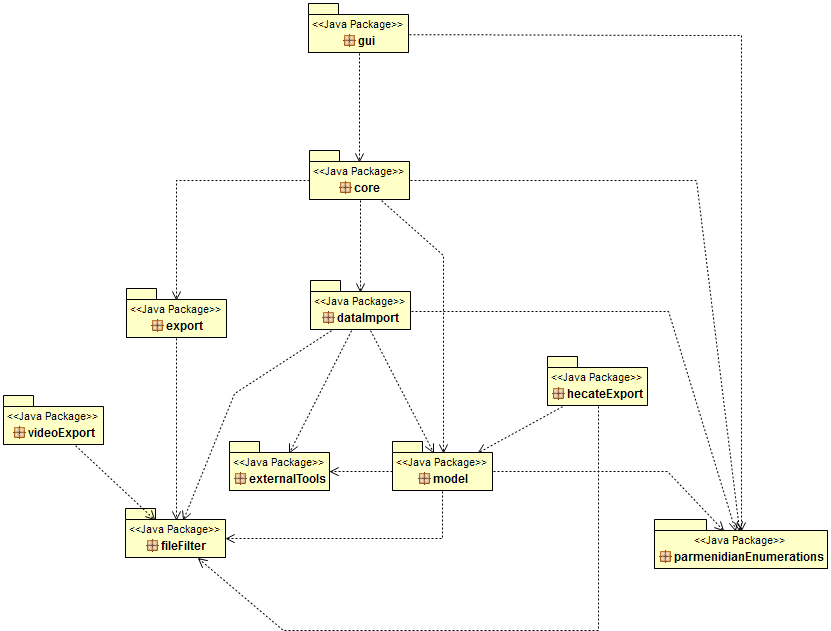 <<Java Package>>
gui
<<Java Package>>
core
<<Java Package>>
export
<<Java Package>>
dataImport
<<Java Package>>
hecateExport
<<Java Package>>
videoExport
<<Java Package>>
externalTools
<<Java Package>>
model
<<Java Package>>
fileFilter
<<Java Package>>
parmenidianEnumerations